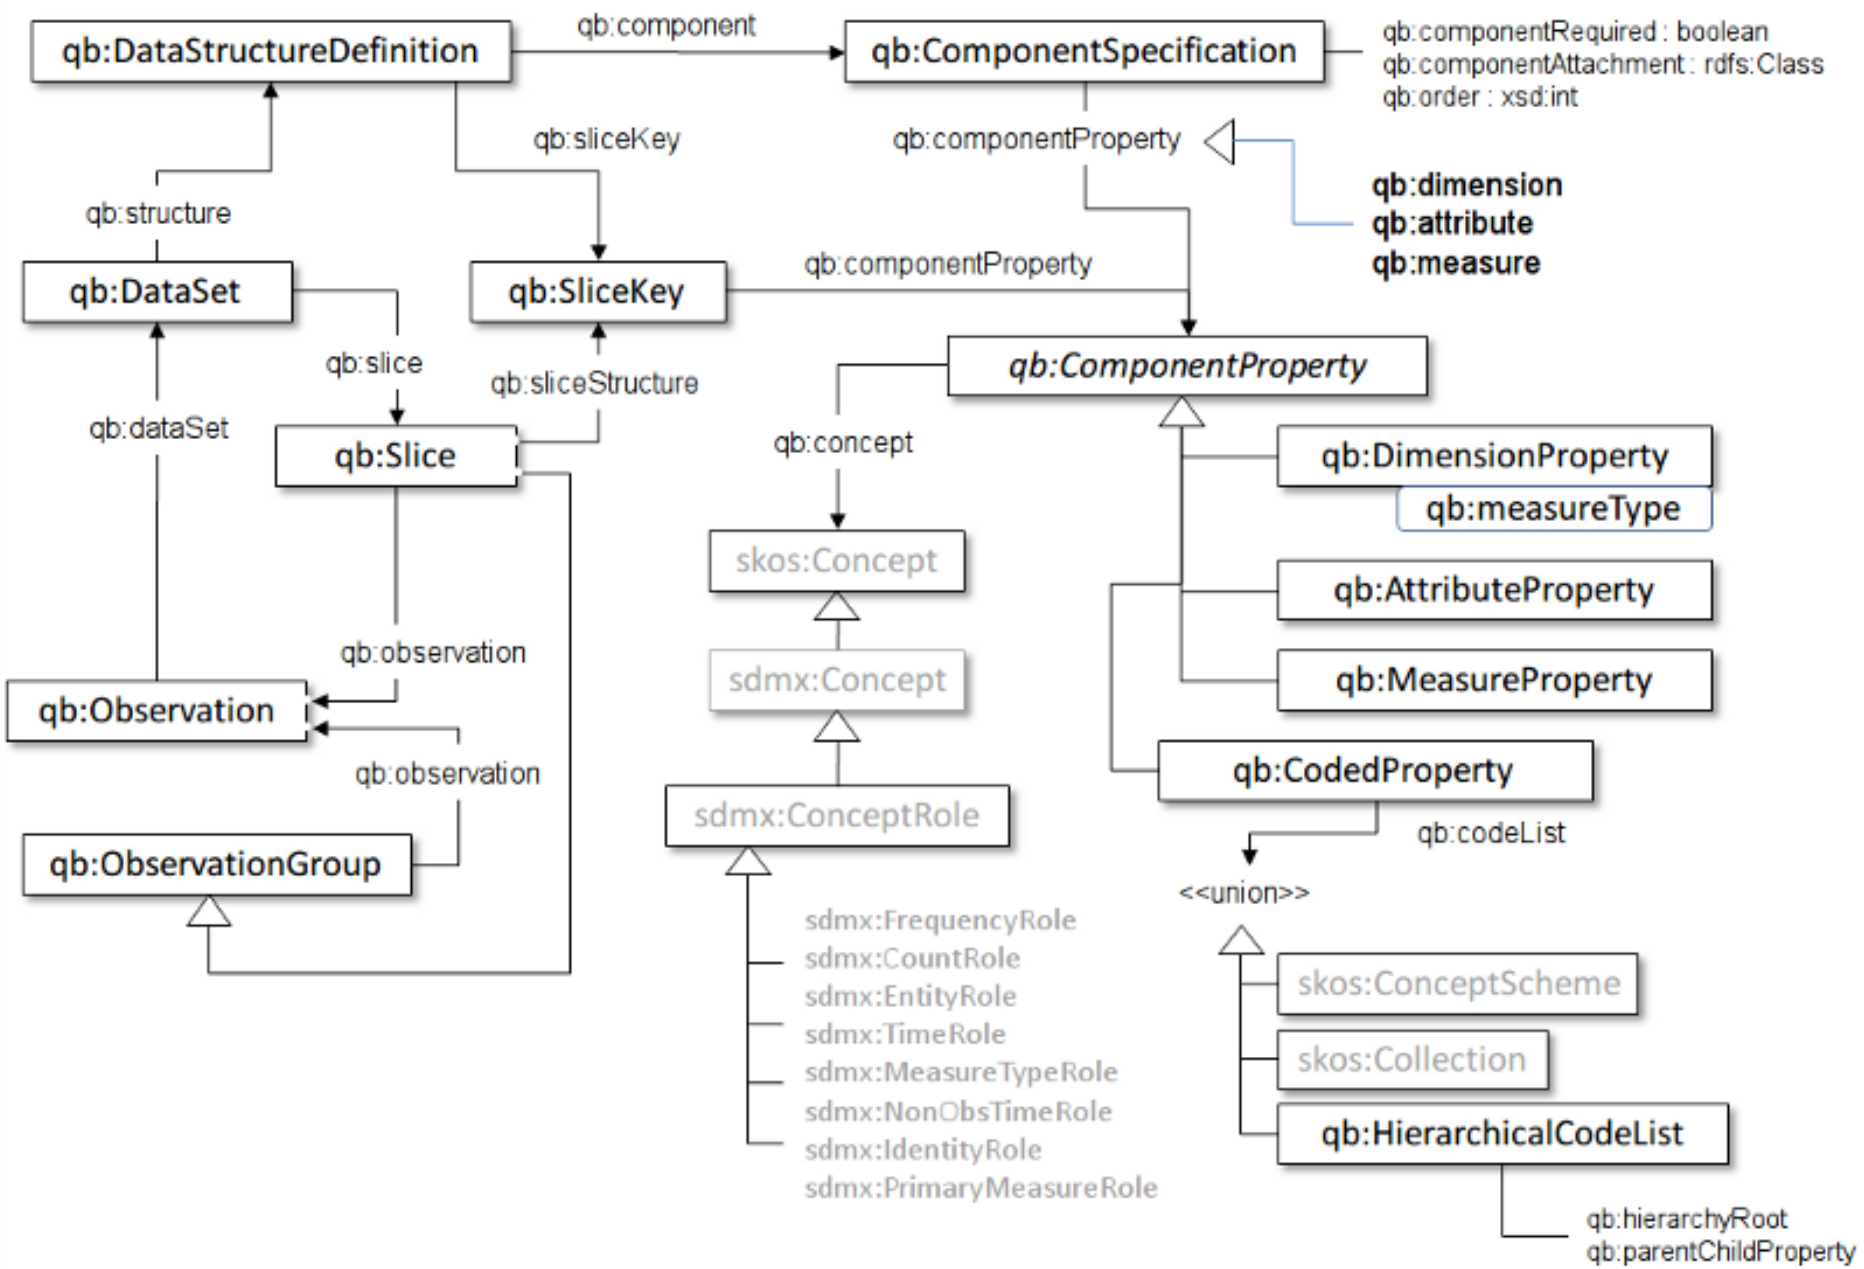 qb:component
qb:DataStructureDefinition
qb:ComponentSpecification
qb:componentRequired : boolean
qb:componentAttachment : rdfs:Class
qb:order : xsd:int
qb:sliceKey
qb:componentProperty
qb:dimension
qb:attribute
qb:measure
qb:structure
qb:DataSet
qb:SliceKey
qb:componentProperty
qb:slice
qb:sliceStructure
qb:ComponentProperty
qb:dataSet
qb:Slice
qb:concept
qb:DimensionProperty
qb:measureType
skos:Concept
qb:AttributeProperty
qb:observation
sdmx:Concept
qb:MeasureProperty
qb:Observation
qb:observation
qb:CodedProperty
sdmx:ConceptRole
qb:codeList
qb:ObservationGroup
<<union>>
sdmx:FrequencyRole
sdmx:CountRole
sdmx:EntityRole
sdmx:TimeRole
sdmx:MeasureTypeRole
sdmx:NonObsTimeRole
sdmx:IdentityRole
sdmx:PrimaryMeasureRole
skos:ConceptScheme
skos:Collection
qb:HierarchicalCodeList
qb:hierarchyRoot
qb:parentChildProperty